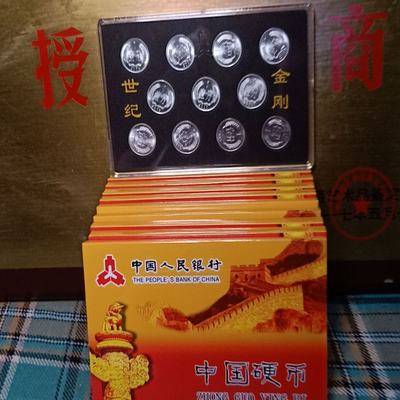 授 商
世纪 金刚
中国人民银行
THE PEOPLE'S BANK OF CHINA
中国硬币
ZHONG GUO YING BI